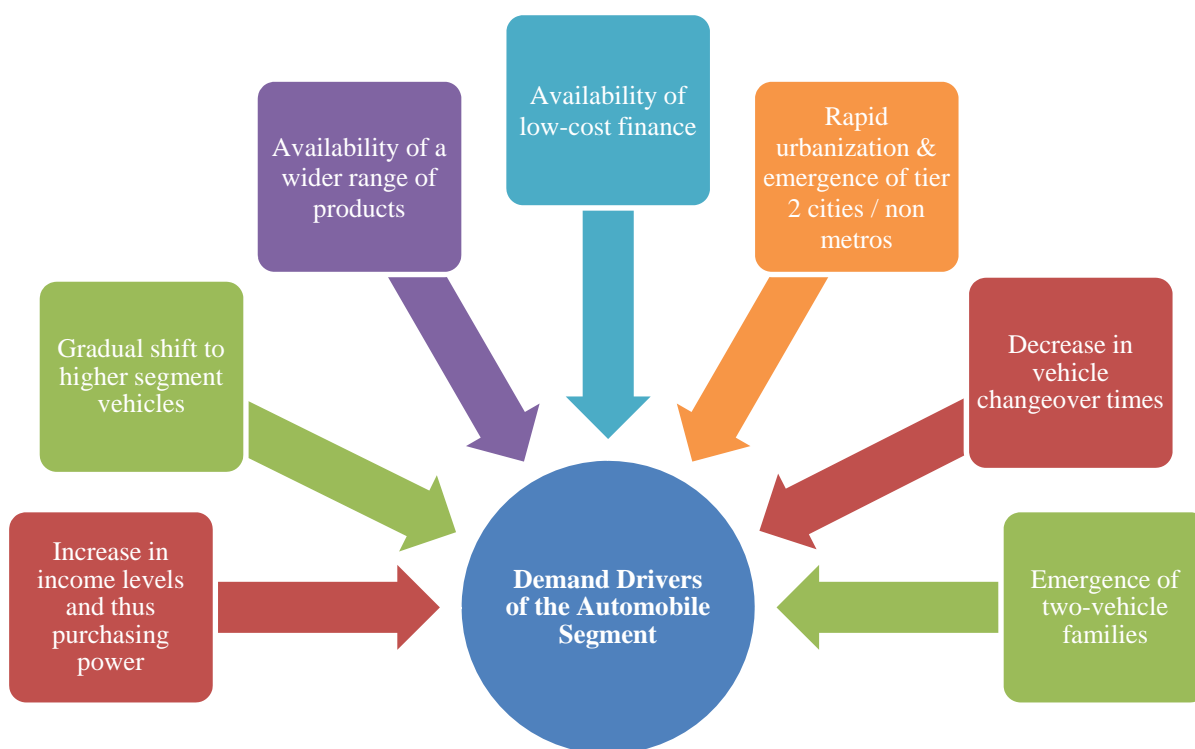 Availability of
low-cost finance
Availability of a
wider range of
products
Rapid
urbanization &
emergence of tier
2 cities / non
metros
Gradual shift to
higher segment
vehicles
Decrease in
vehicle
changeover times
Increase in
income levels
and thus
purchasing
power
Demand Drivers
of the Automobile
Segment
Emergence of
two-vehicle
families